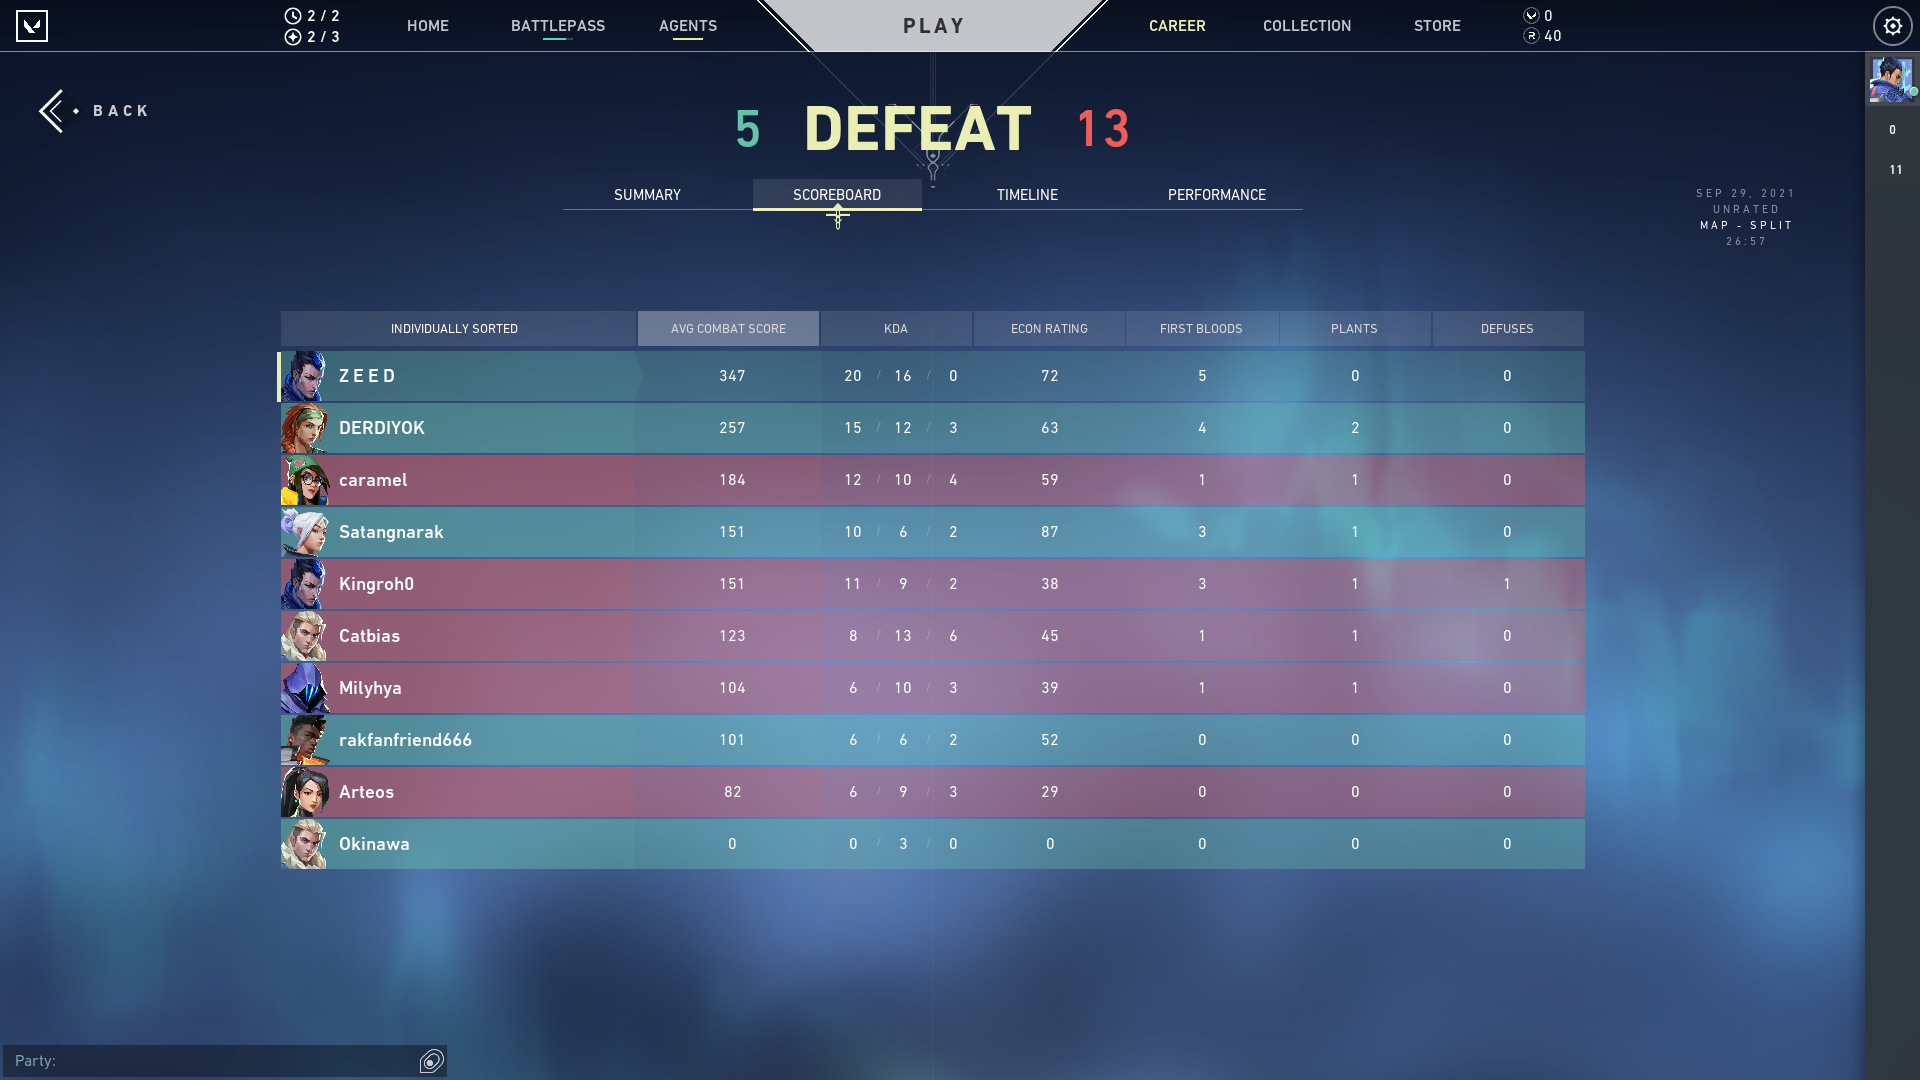 2 / 2
2 / 3
HOME BATTLEPASS AGENTS PLAY CAREER COLLECTION STORE
0
R 40
BACK
5 DEFEAT 13
0
11
SUMMARY SCOREBOARD TIMELINE PERFORMANCE
SEP 29, 2021
UNRATED
MAP - SPLIT
26:57
INDIVIDUALLY SORTED AVG COMBAT SCORE KDA ECON RATING FIRST BLOODS PLANTS DEFUSES
Z E E D 347 20 / 16 / 0 72 5 0 0
DERDIYOK 257 15 / 12 / 3 63 4 2 0
caramel 184 12 / 10 / 4 59 1 1 0
Satangnarak 151 10 / 6 / 2 87 3 1 0
Kingroh0 151 11 / 9 / 2 38 3 1 1
Catbias 123 8 / 13 / 6 45 1 1 0
Milyhya 104 6 / 10 / 3 39 1 1 0
rakfanfriend666 101 6 / 6 / 2 52 0 0 0
Arteos 82 6 / 9 / 3 29 0 0 0
Okinawa 0 0 / 3 / 0 0 0 0 0
Party: